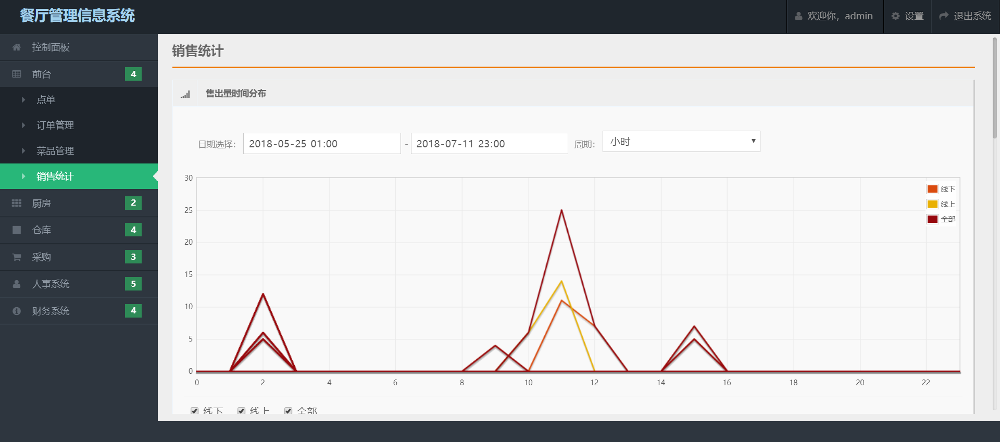 餐厅管理信息系统
欢迎你，admin
设置
退出系统
控制面板
前台 4
点单
订单管理
菜品管理
销售统计
厨房 2
仓库 4
采购 3
人事系统 5
财务系统 4
销售统计
售出量时间分布
日期选择： 2018-05-25 01:00 - 2018-07-11 23:00 周期： 小时
30
25
20
15
10
5
0
0 2 4 6 8 10 12 14 16 18 20 22
线下
线上
全部
线下 线上 全部